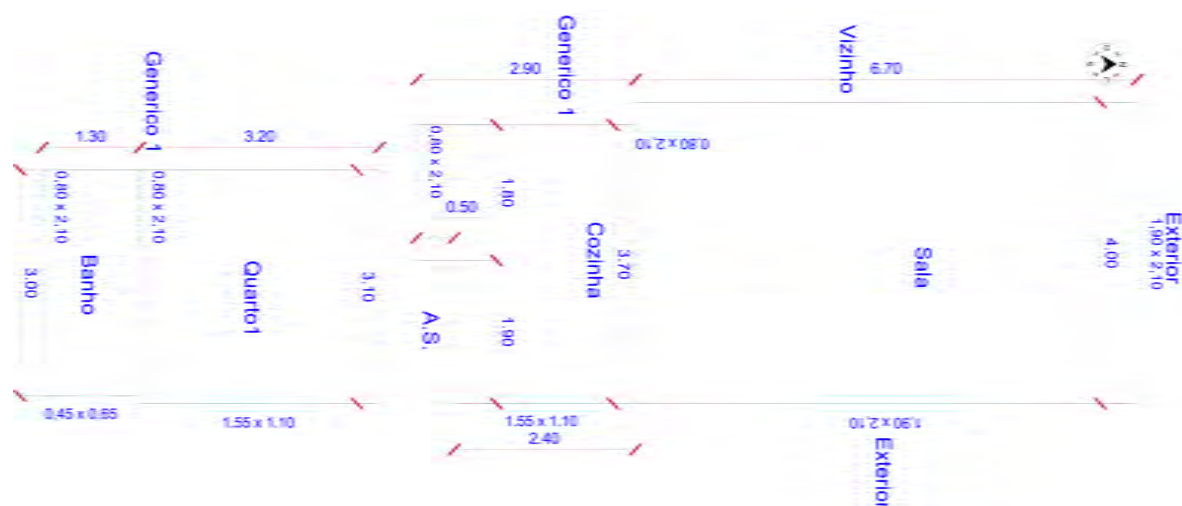 Generico 1
Vizinho
2.90
6.70
Generico 1
1.30
3.20
0,80 x 2,10
0,80 x 2,10
0,80 x 2,10
0,80 x 2,10
1.80
0.50
Exterior
1,90 x 2,10
3.00
Banho
Quarto1
3.10
Cozinha
3.70
Sala
4.00
A.S.
1.90
0,45 x 0,65
1.55 x 1,10
1.55 x 1,10
2.40
1,90 x 2,10
Exterior